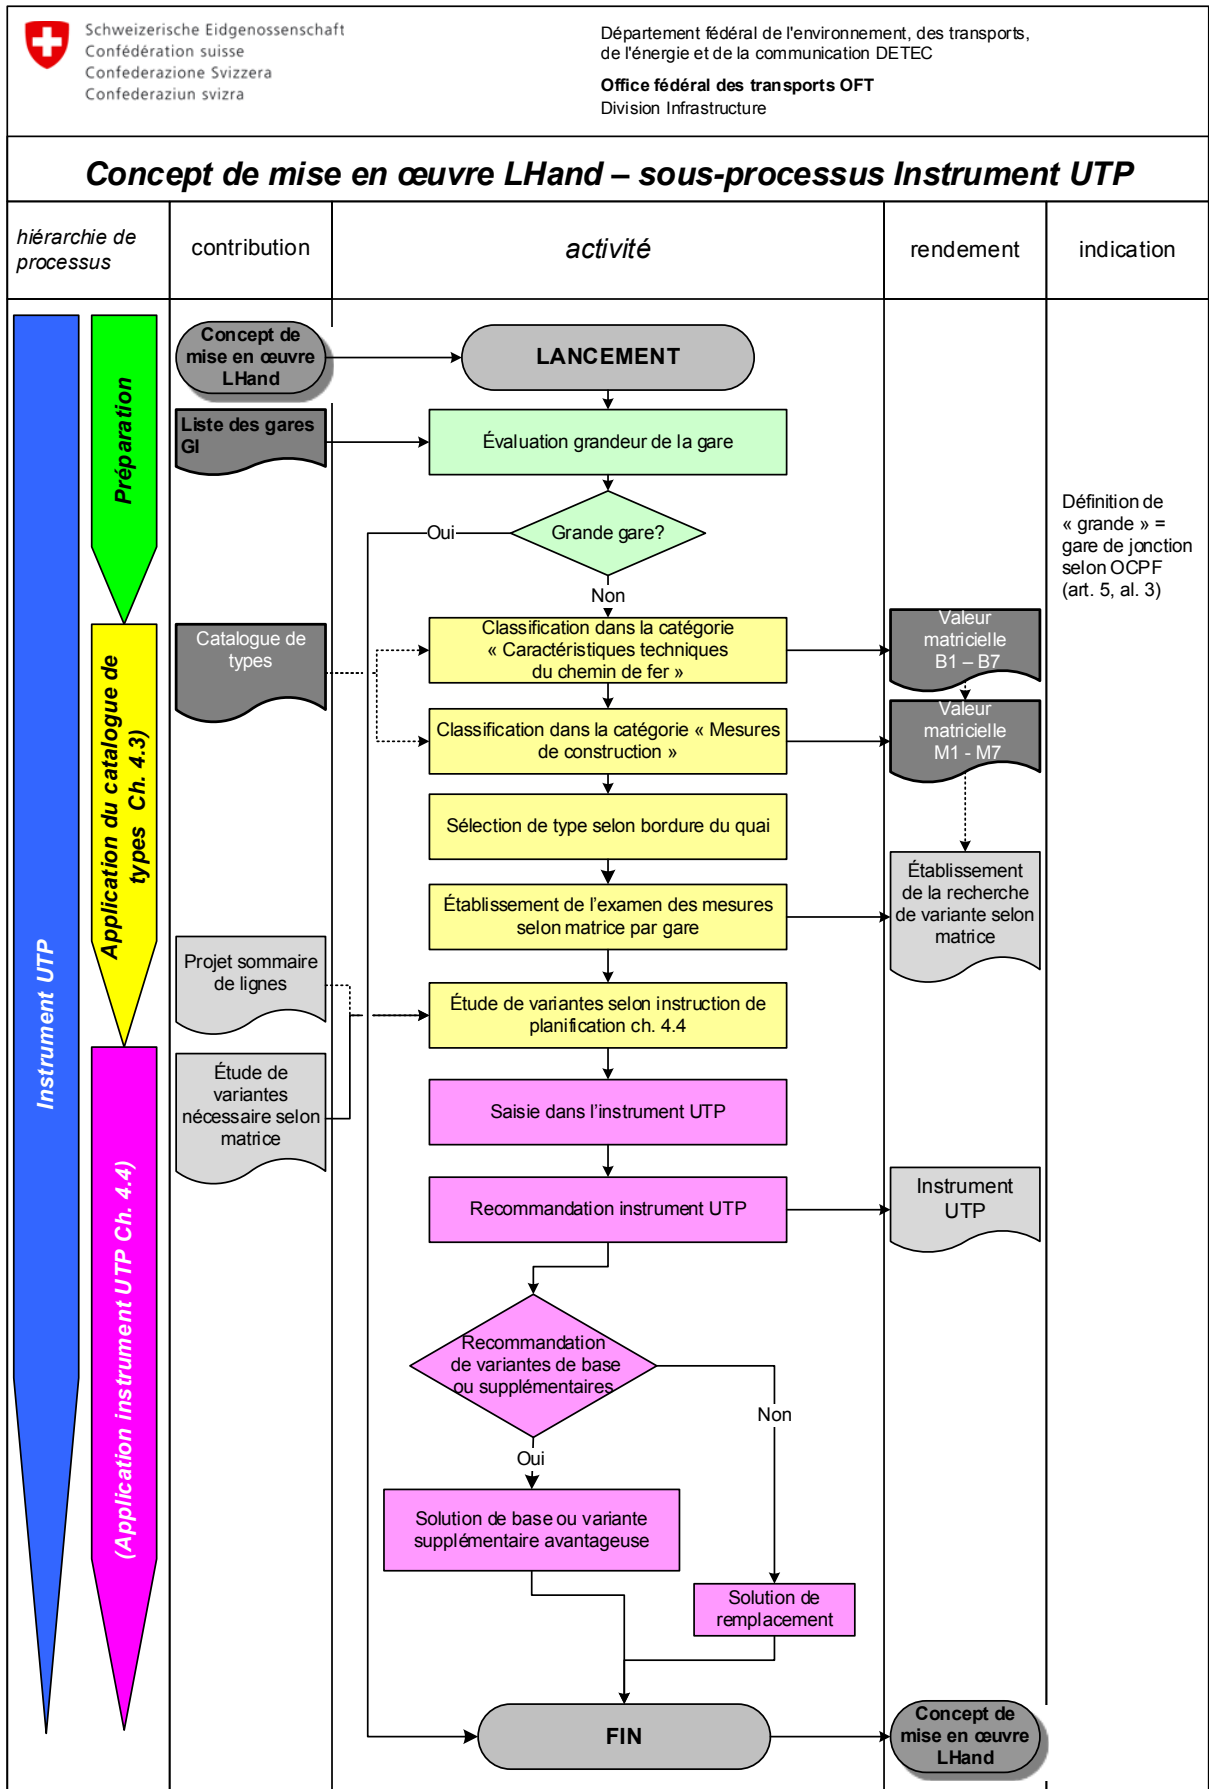 Schweizerische Eidgenossenschaft
Confédération suisse
Confederazione Svizzera
Confederaziun svizra
Département fédéral de l'environnement, des transports,
de l'énergie et de la communication DETEC
Office fédéral des transports OFT
Division Infrastructure
Concept de mise en œuvre LHand – sous-processus Instrument UTP
hiérarchie de
processus
contribution
activité
rendement
indication
Instrument UTP
Préparation
Application du catalogue de
types Ch. 4.3)
(Application instrument UTP Ch. 4.4)
Concept de
mise en œuvre
LHand
LANCEMENT
Liste des gares
GI
Évaluation grandeur de la gare
Oui
Grande gare?
Non
Définition de
« grande » =
gare de jonction
selon OCPF
(art. 5, al. 3)
Catalogue de
types
Classification dans la catégorie
« Caractéristiques techniques
du chemin de fer »
Valeur
matricielle
B1 – B7
Classification dans la catégorie « Mesures
de construction »
Valeur
matricielle
M1 - M7
Sélection de type selon bordure du quai
Établissement de l'examen des mesures
selon matrice par gare
Établissement
de la recherche
de variante selon
matrice
Projet sommaire
de lignes
Étude de variantes selon instruction de
planification ch. 4.4
Étude de
variantes
nécessaire selon
matrice
Saisie dans l'instrument UTP
Recommandation instrument UTP
Instrument
UTP
Recommandation
de variantes de base
ou supplémentaires
Non
Oui
Solution de base ou variante
supplémentaire avantageuse
Solution de
remplacement
FIN
Concept de
mise en œuvre
LHand